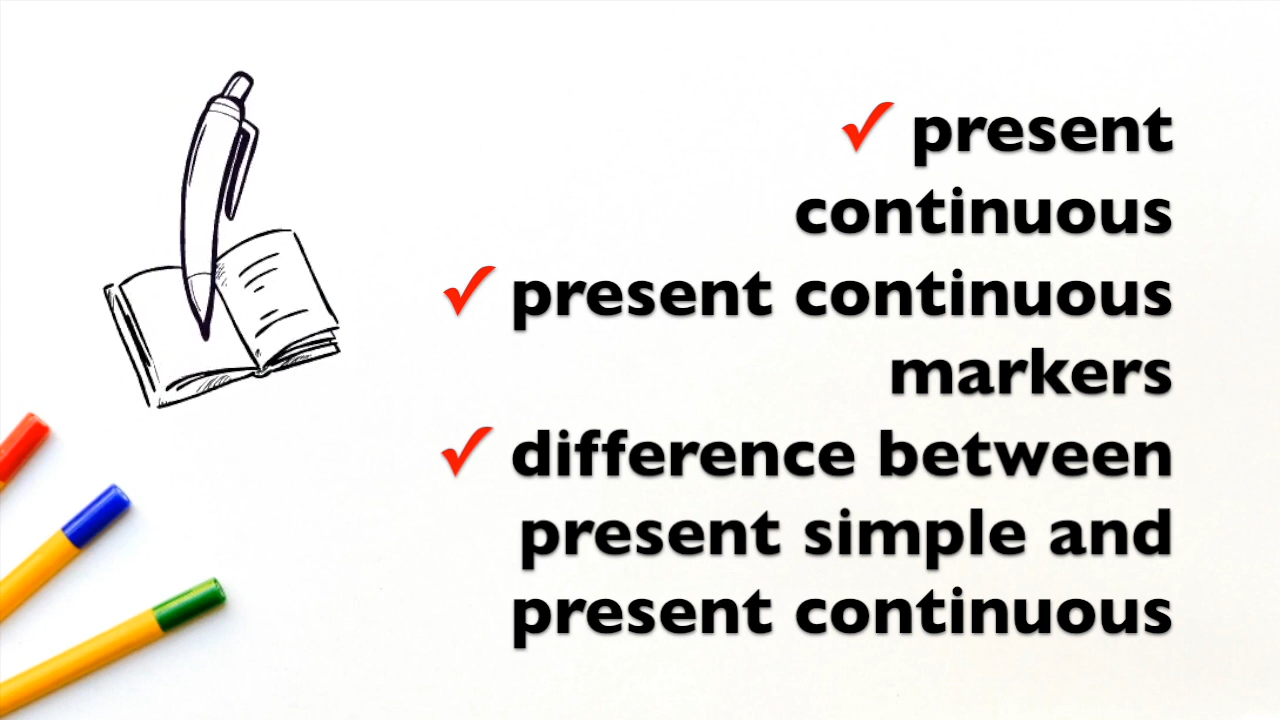 ✓ present
continuous
✓ present continuous
markers
✓ difference between
present simple and
present continuous